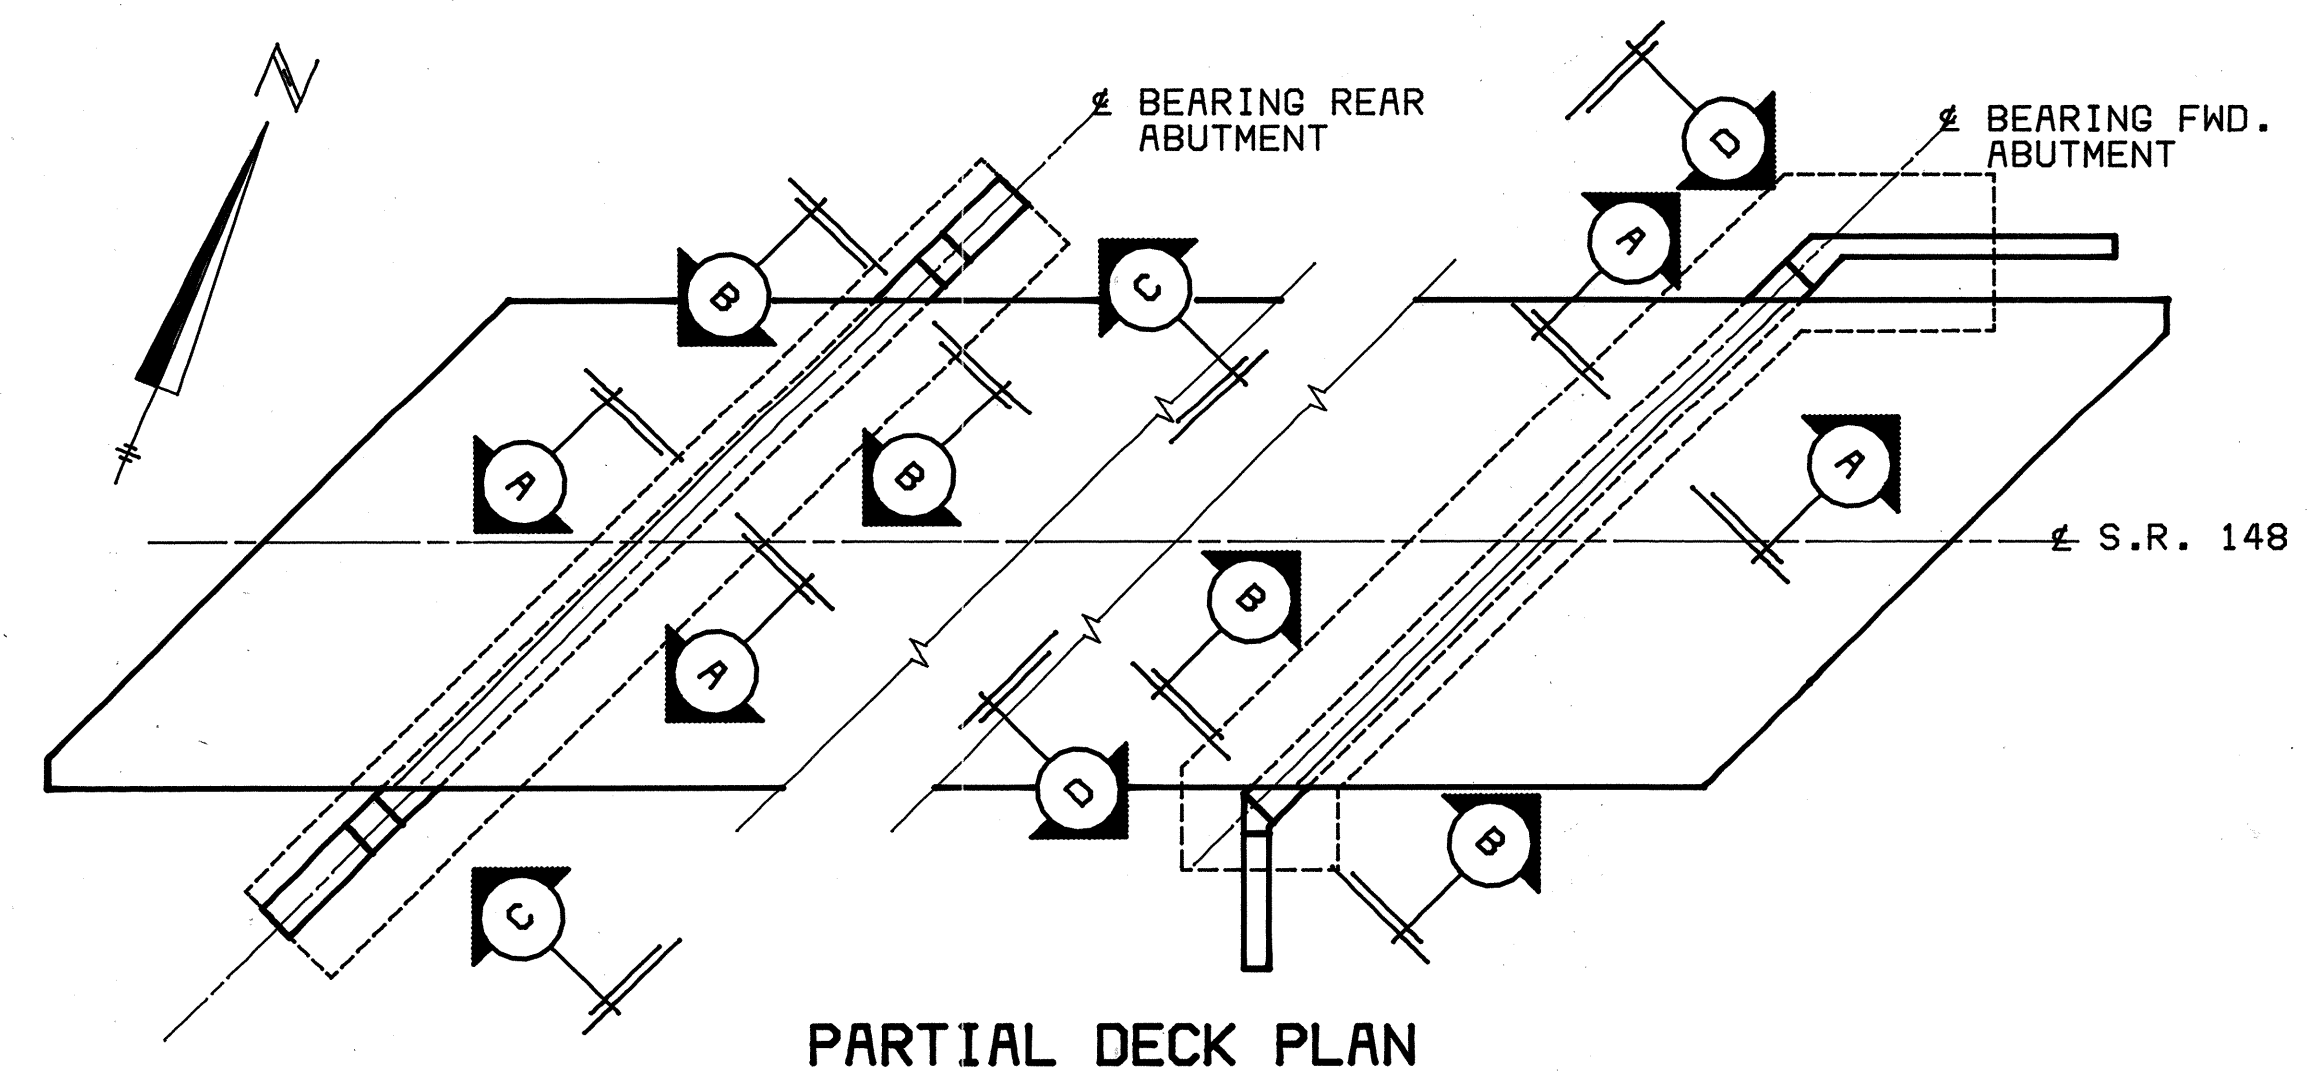 N
℄ BEARING REAR
ABUTMENT
D
℄ BEARING FWD.
ABUTMENT
B
C
A
A
B
A
℄ S.R. 148
B
A
D
B
C
PARTIAL DECK PLAN